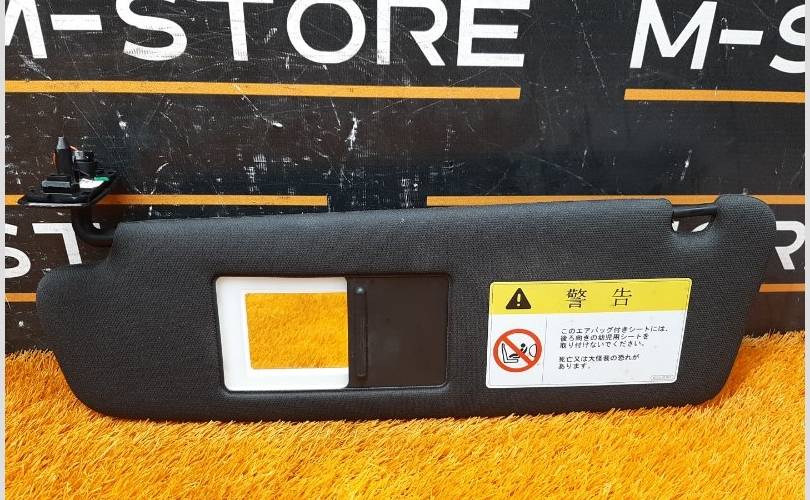 M-STORE
M-S
ST
警告
このエアバッグ付きシートには、
後ろ向きの幼児用シートを
取り付けないでください。
死亡又は大怪我の恐れが
あります。